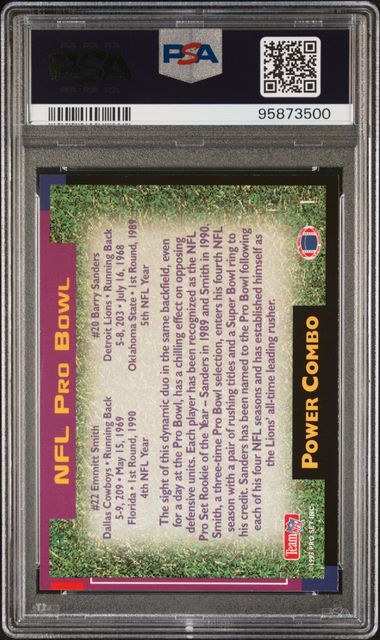 PSA
PSA
95873500
NFL PRO BOWL
#22 Emmitt Smith
Dallas Cowboys • Running Back
5-9, 209 • May 15, 1969
Florida • 1st Round, 1990
4th NFL Year
#20 Barry Sanders
Detroit Lions • Running Back
5-8, 203 • July 16, 1968
Oklahoma State • 1st Round, 1989
5th NFL Year
The sight of this dynamic duo in the same backfield, even
for a day at the Pro Bowl, has a chilling effect on opposing
defensive units. Each player has been recognized as the NFL
Pro Set Rookie of the Year – Sanders in 1989 and Smith in 1990.
Smith, a three-time Pro Bowl selection, enters his fourth NFL
season with a pair of rushing titles and a Super Bowl ring to
his credit. Sanders has been named to the Pro Bowl following
each of his four NFL seasons and has established himself as
the Lions' all-time leading rusher.
POWER COMBO
Team NFL
©1993 PRO SET, INC.